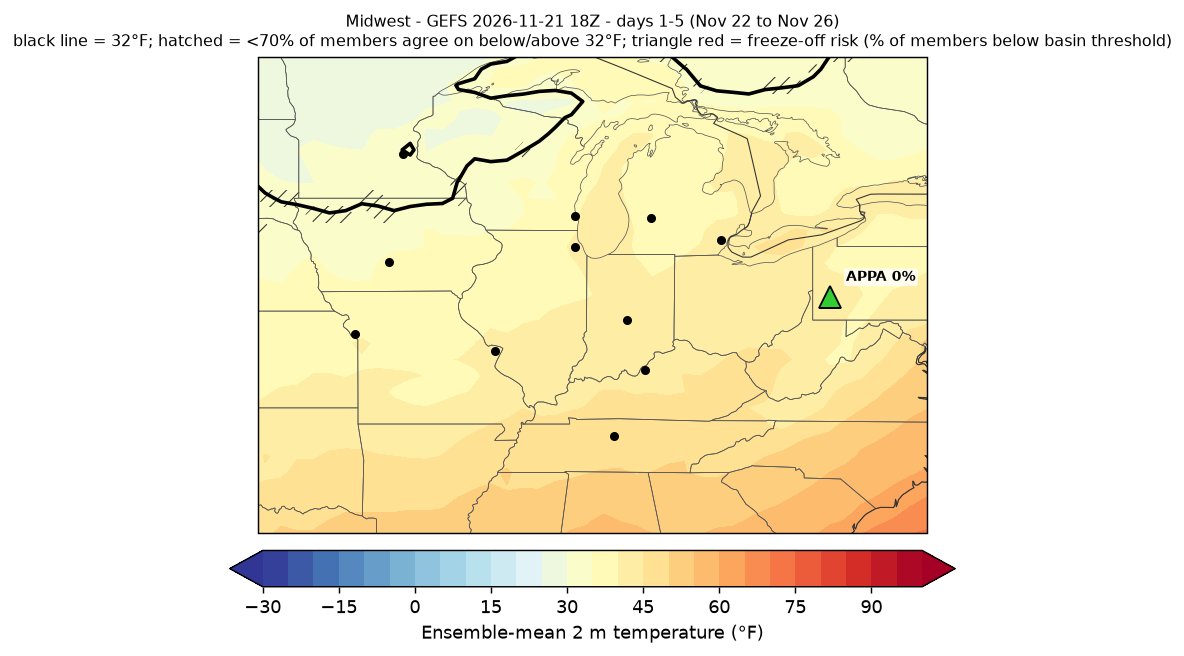 Midwest - GEFS 2026-11-21 18Z - days 1-5 (Nov 22 to Nov 26)
black line = 32°F; hatched = <70% of members agree on below/above 32°F; triangle red = freeze-off risk (% of members below basin threshold)
APPA 0%
−30 −15 0 15 30 45 60 75 90
Ensemble-mean 2 m temperature (°F)